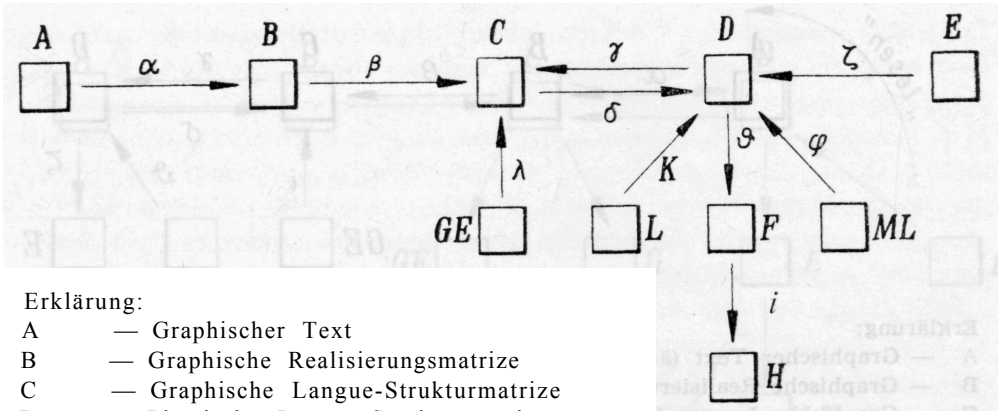 A B C D E
α β γ ζ
δ
λ K ϑ φ
GE L F ML
i
H
Erklärung:
A — Graphischer Text
B — Graphische Realisierungsmatrize
C — Graphische Langue-Strukturmatrize